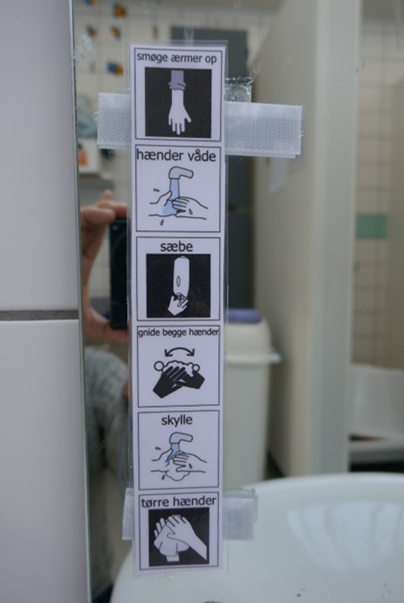 smøge ærmer op
hænder våde
sæbe
gnide begge hænder
skylle
tørre hænder